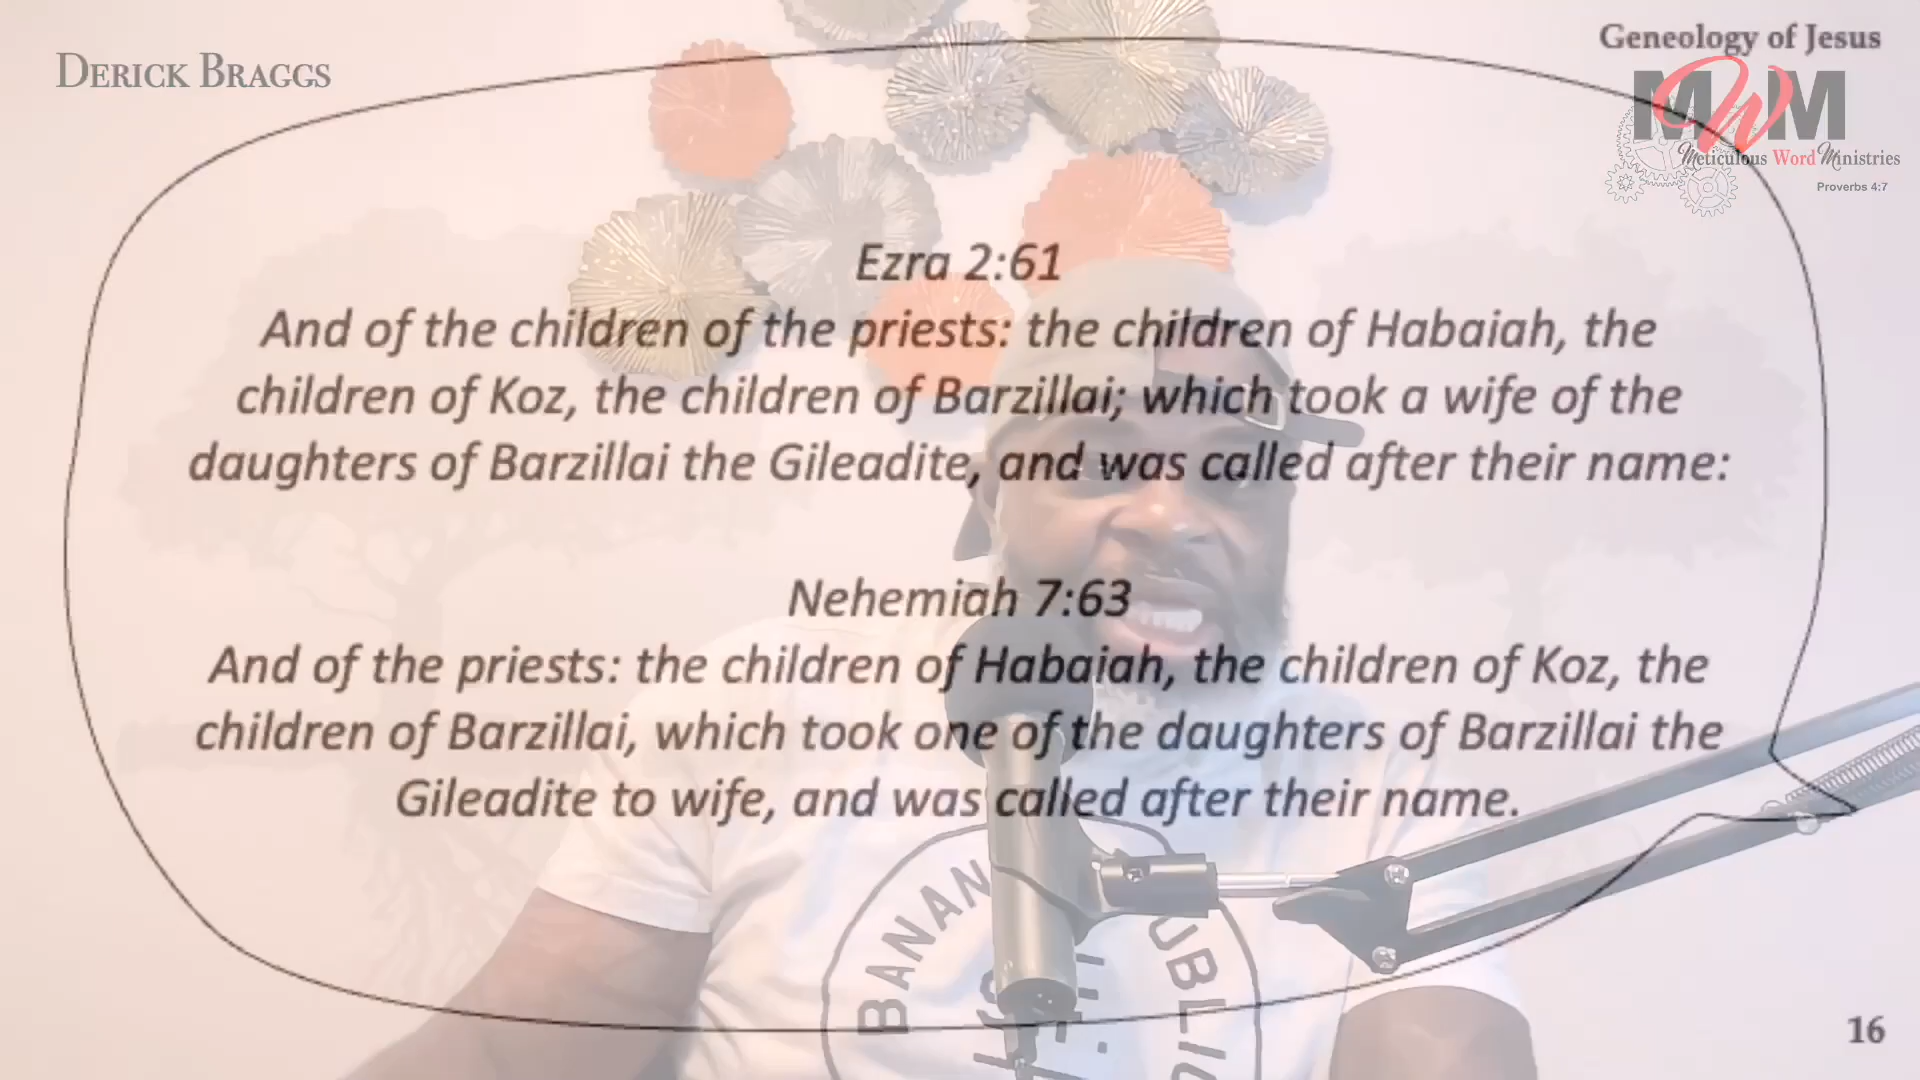 DERICK BRAGGS
Geneology of Jesus
MWM
Meticulous Word Ministries
Proverbs 4:7
Ezra 2:61
And of the children of the priests: the children of Habaiah, the
children of Koz, the children of Barzillai; which took a wife of the
daughters of Barzillai the Gileadite, and was called after their name:
Nehemiah 7:63
And of the priests: the children of Habaiah, the children of Koz, the
children of Barzillai, which took one of the daughters of Barzillai the
Gileadite to wife, and was called after their name.
16